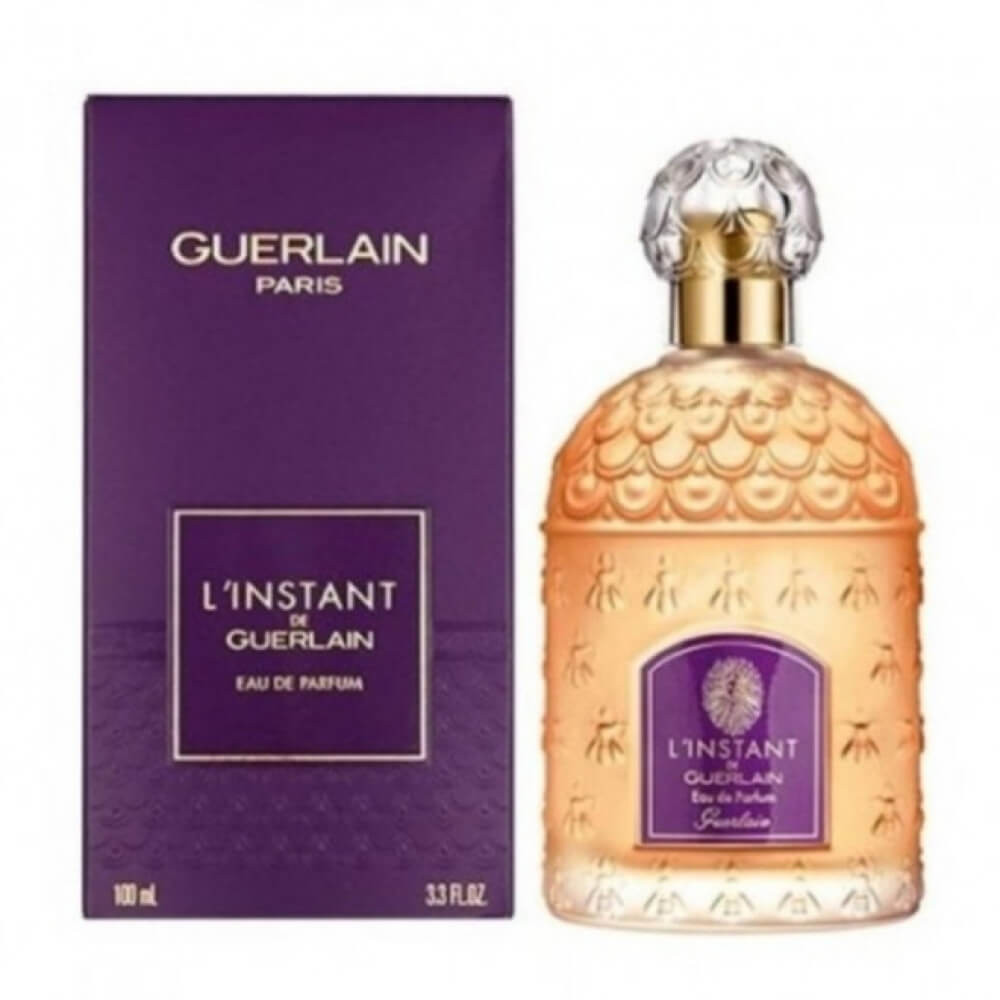 GUERLAIN
PARIS
L'INSTANT
DE
GUERLAIN
EAU DE PARFUM
100 mL
3.3 FL.OZ.
L'INSTANT
DE
GUERLAIN
Eau de Parfum
Guerlain